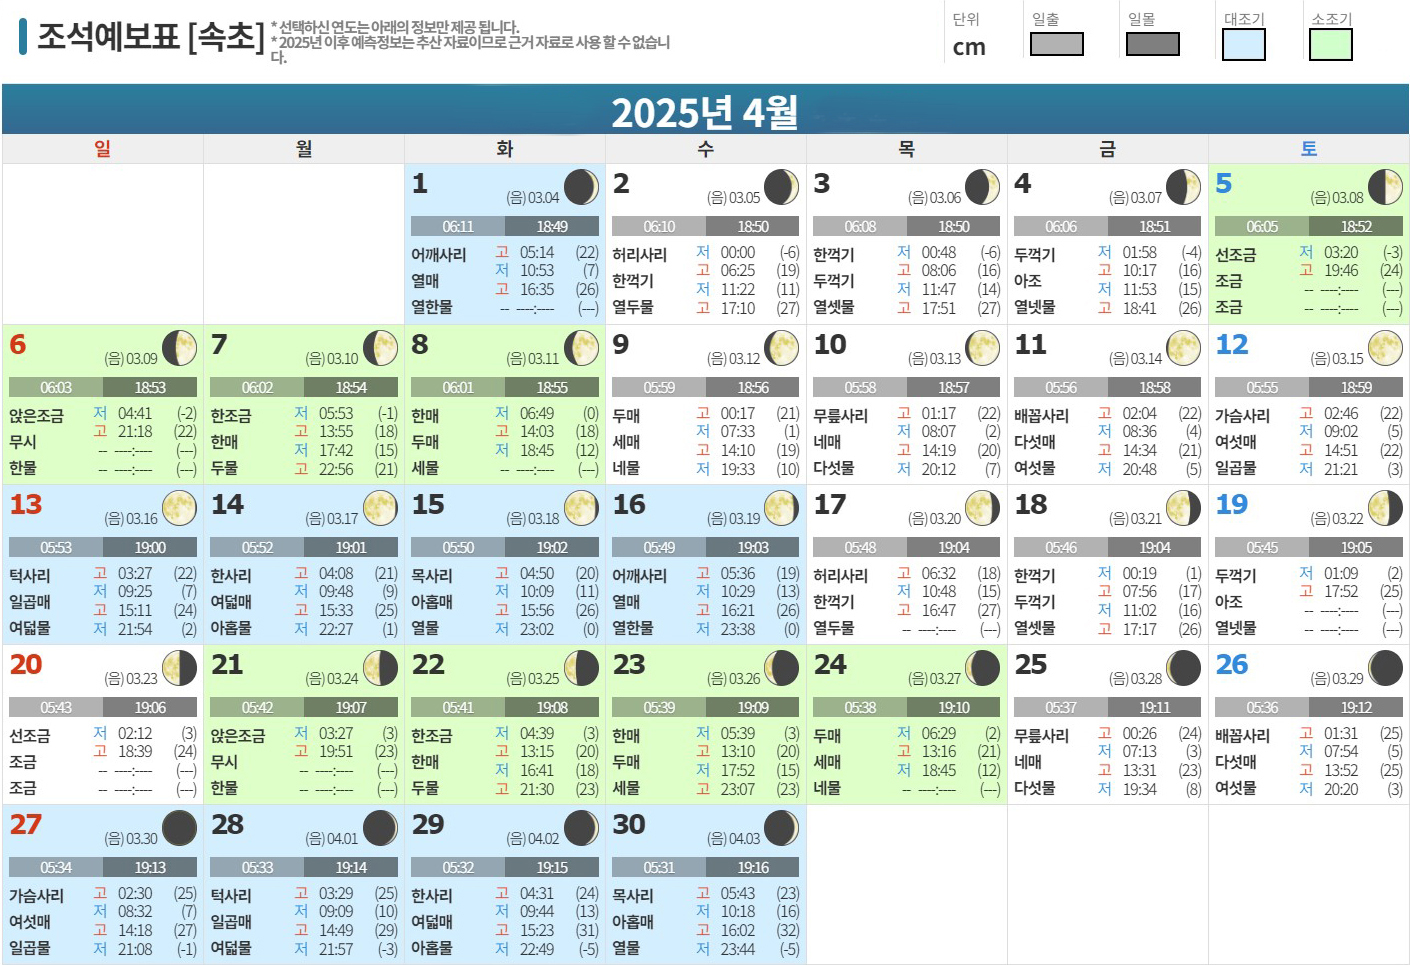 조석예보표 [속초]
* 선택하신 연도는 아래의 정보만 제공 됩니다.
* 2025년 이후 예측정보는 추산 자료이므로 근거 자료로 사용 할 수 없습니
다.
단위 일출 일몰 대조기 소조기
cm
2025년 4월
일 월 화 수 목 금 토
1
(음) 03.04
06:11 18:49
어깨사리
열매
열한물
고 05:14 (22)
저 10:53 (7)
고 16:35 (26)
-- ----:---- (---)
2
(음) 03.05
06:10 18:50
허리사리
한꺽기
열두물
저 00:00 (-6)
고 06:25 (19)
저 11:22 (11)
고 17:10 (27)
3
(음) 03.06
06:08 18:50
한꺽기
두꺽기
열셋물
저 00:48 (-6)
고 08:06 (16)
저 11:47 (14)
고 17:51 (27)
4
(음) 03.07
06:06 18:51
두꺽기
아조
열넷물
저 01:58 (-4)
고 10:17 (16)
저 11:53 (15)
고 18:41 (26)
5
(음) 03.08
06:05 18:52
선조금
조금
조금
저 03:20 (-3)
고 19:46 (24)
-- ----:---- (---)
-- ----:---- (---)
6
(음) 03.09
06:03 18:53
앉은조금
무시
한물
저 04:41 (-2)
고 21:18 (22)
-- ----:---- (---)
-- ----:---- (---)
7
(음) 03.10
06:02 18:54
한조금
한매
두물
저 05:53 (-1)
고 13:55 (18)
저 17:42 (15)
고 22:56 (21)
8
(음) 03.11
06:01 18:55
한매
두매
세물
저 06:49 (0)
고 14:03 (18)
저 18:45 (12)
-- ----:---- (---)
9
(음) 03.12
05:59 18:56
두매
세매
네물
고 00:17 (21)
저 07:33 (1)
고 14:10 (19)
저 19:33 (10)
10
(음) 03.13
05:58 18:57
무릎사리
네매
다섯물
고 01:17 (22)
저 08:07 (2)
고 14:19 (20)
저 20:12 (7)
11
(음) 03.14
05:56 18:58
배꼽사리
다섯매
여섯물
고 02:04 (22)
저 08:36 (4)
고 14:34 (21)
저 20:48 (5)
12
(음) 03.15
05:55 18:59
가슴사리
여섯매
일곱물
고 02:46 (22)
저 09:02 (5)
고 14:51 (22)
저 21:21 (3)
13
(음) 03.16
05:53 19:00
턱사리
일곱매
여덟물
고 03:27 (22)
저 09:25 (7)
고 15:11 (24)
저 21:54 (2)
14
(음) 03.17
05:52 19:01
한사리
여덟매
아홉물
고 04:08 (21)
저 09:48 (9)
고 15:33 (25)
저 22:27 (1)
15
(음) 03.18
05:50 19:02
목사리
아홉매
열물
고 04:50 (20)
저 10:09 (11)
고 15:56 (26)
저 23:02 (0)
16
(음) 03.19
05:49 19:03
어깨사리
열매
열한물
고 05:36 (19)
저 10:29 (13)
고 16:21 (26)
저 23:38 (0)
17
(음) 03.20
05:48 19:04
허리사리
한꺽기
열두물
고 06:32 (18)
저 10:48 (15)
고 16:47 (27)
-- ----:---- (---)
18
(음) 03.21
05:46 19:04
한꺽기
두꺽기
열셋물
저 00:19 (1)
고 07:56 (17)
저 11:02 (16)
고 17:17 (26)
19
(음) 03.22
05:45 19:05
두꺽기
아조
열넷물
저 01:09 (2)
고 17:52 (25)
-- ----:---- (---)
-- ----:---- (---)
20
(음) 03.23
05:43 19:06
선조금
조금
조금
저 02:12 (3)
고 18:39 (24)
-- ----:---- (---)
-- ----:---- (---)
21
(음) 03.24
05:42 19:07
앉은조금
무시
한물
저 03:27 (3)
고 19:51 (23)
-- ----:---- (---)
-- ----:---- (---)
22
(음) 03.25
05:41 19:08
한조금
한매
두물
저 04:39 (3)
고 13:15 (20)
저 16:41 (18)
고 21:30 (23)
23
(음) 03.26
05:39 19:09
한매
두매
세물
저 05:39 (3)
고 13:10 (20)
저 17:52 (15)
고 23:07 (23)
24
(음) 03.27
05:38 19:10
두매
세매
네물
저 06:29 (2)
고 13:16 (21)
저 18:45 (12)
-- ----:---- (---)
25
(음) 03.28
05:37 19:11
무릎사리
네매
다섯물
고 00:26 (24)
저 07:13 (3)
고 13:31 (23)
저 19:34 (8)
26
(음) 03.29
05:36 19:12
배꼽사리
다섯매
여섯물
고 01:31 (25)
저 07:54 (5)
고 13:52 (25)
저 20:20 (3)
27
(음) 03.30
05:34 19:13
가슴사리
여섯매
일곱물
고 02:30 (25)
저 08:32 (7)
고 14:18 (27)
저 21:08 (-1)
28
(음) 04.01
05:33 19:14
턱사리
일곱매
여덟물
고 03:29 (25)
저 09:09 (10)
고 14:49 (29)
저 21:57 (-3)
29
(음) 04.02
05:32 19:15
한사리
여덟매
아홉물
고 04:31 (24)
저 09:44 (13)
고 15:23 (31)
저 22:49 (-5)
30
(음) 04.03
05:31 19:16
목사리
아홉매
열물
고 05:43 (23)
저 10:18 (16)
고 16:02 (32)
저 23:44 (-5)